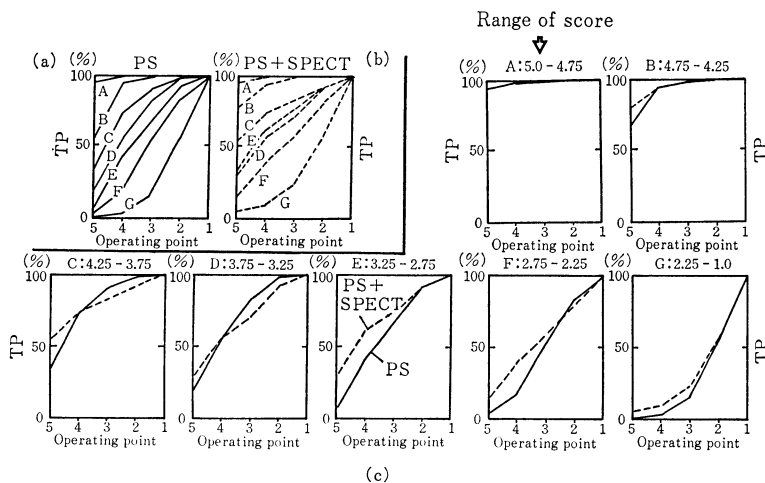 Range of score
(a) (%) PS (%) PS+SPECT (b)
(%) A:5.0 - 4.75 (%) B:4.75 - 4.25
100 100 100 100
A A
B B
C C
D E
E D
F F
G G
50 50 50 50
TP TP TP TP
0 0 0 0
5 4 3 2 1 5 4 3 2 1 5 4 3 2 1 5 4 3 2 1
Operating point Operating point Operating point Operating point
(%) C:4.25 - 3.75 (%) D:3.75 - 3.25 (%) E:3.25 - 2.75 (%) F:2.75 - 2.25 (%) G:2.25 - 1.0
100 100 100 100 100
PS+
SPECT
PS
50 50 50 50 50
TP TP
0 0 0 0 0
5 4 3 2 1 5 4 3 2 1 5 4 3 2 1 5 4 3 2 1 5 4 3 2 1
Operating point Operating point Operating point Operating point Operating point
(c)